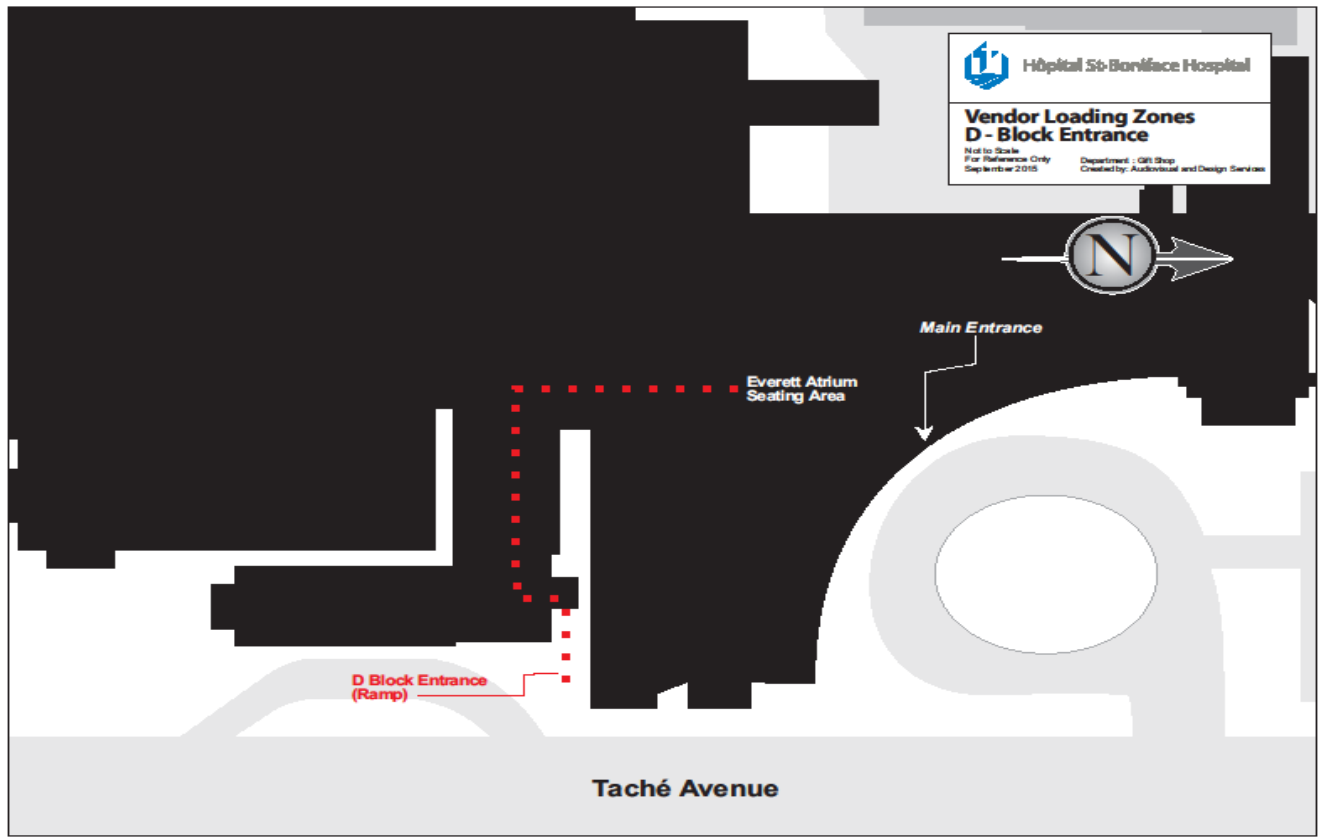 Hôpital St-Boniface Hospital
Vendor Loading Zones
D - Block Entrance
Not to Scale
For Reference Only
September 2015
Department : Gift Shop
Created by: Audiovisual and Design Services
N
Main Entrance
Everett Atrium
Seating Area
D Block Entrance
(Ramp)
Taché Avenue